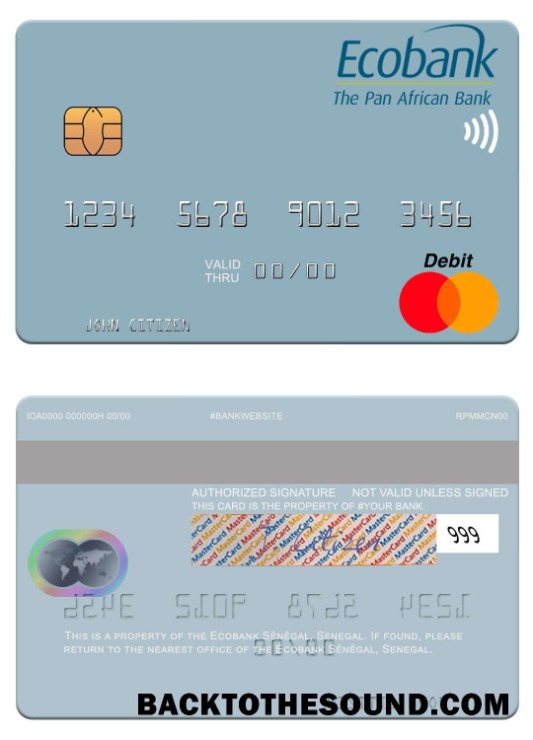 Ecobank
The Pan African Bank
1234 5678 9012 3456
VALID THRU 00/00
Debit
JOHN CITIZEN
ICA0000 000000H 00/00 #BANKWEBSITE RPMMCN00
AUTHORIZED SIGNATURE NOT VALID UNLESS SIGNED
THIS CARD IS THE PROPERTY OF #YOUR BANK
MasterCard MasterCard MasterCard
999
THIS IS A PROPERTY OF THE ECOBANK SÉNÉGAL, SENEGAL. IF FOUND, PLEASE
RETURN TO THE NEAREST OFFICE OF THE ECOBANK SÉNÉGAL, SENEGAL.
BACKTOTHESOUND.COM